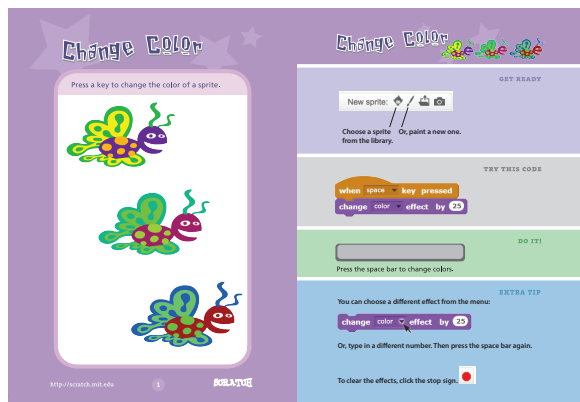 Change Color
Press a key to change the color of a sprite.
http://scratch.mit.edu
1
SCRATCH
Change Color
GET READY
New sprite:
Choose a sprite
from the library.
Or, paint a new one.
TRY THIS CODE
when space key pressed
change color effect by 25
DO IT!
Press the space bar to change colors.
EXTRA TIP
You can choose a different effect from the menu:
change color effect by 25
Or, type in a different number. Then press the space bar again.
To clear the effects, click the stop sign.